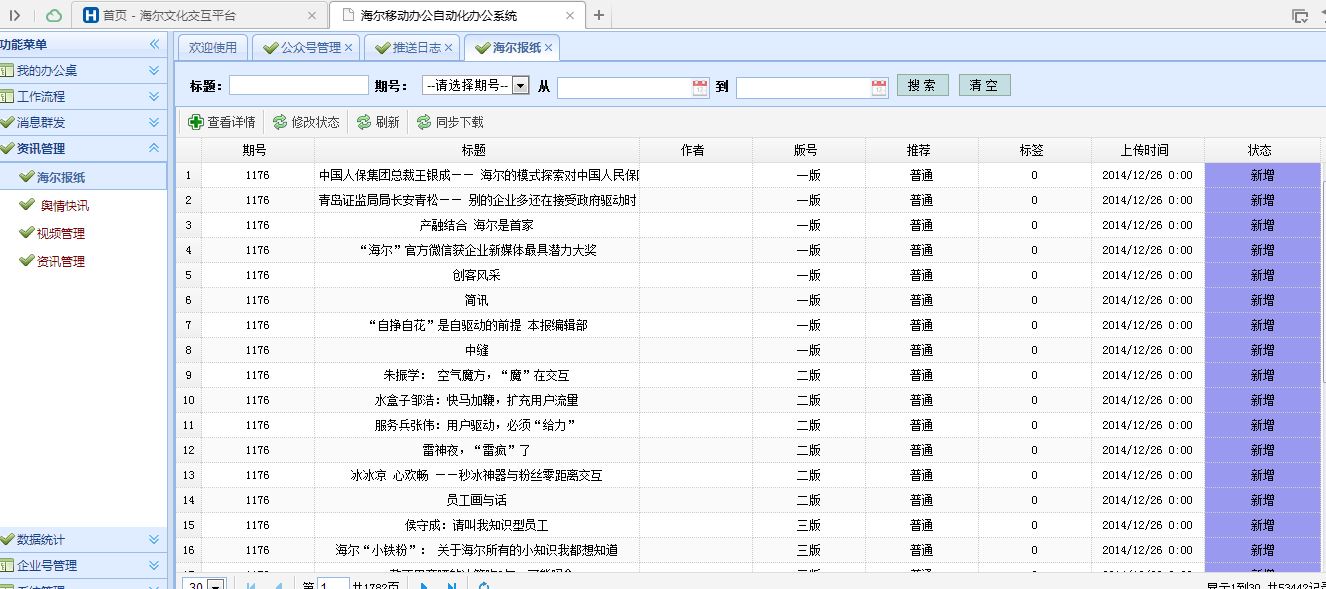 首页 - 海尔文化交互平台
海尔移动办公自动化办公系统
功能菜单
我的办公桌
工作流程
消息群发
资讯管理
海尔报纸
舆情快讯
视频管理
资讯管理
数据统计
企业号管理
欢迎使用 公众号管理 推送日志 海尔报纸
标题: 期号: --请选择期号-- 从 到 搜 索 清 空
查看详情 修改状态 刷新 同步下载
期号 标题 作者 版号 推荐 标签 上传时间 状态
1 1176 中国人保集团总裁王银成—— 海尔的模式探索对中国人民保 一版 普通 0 2014/12/26 0:00 新增
2 1176 青岛证监局局长安青松—— 别的企业多还在接受政府驱动时 一版 普通 0 2014/12/26 0:00 新增
3 1176 产融结合 海尔是首家 一版 普通 0 2014/12/26 0:00 新增
4 1176 “海尔”官方微信获企业新媒体最具潜力大奖 一版 普通 0 2014/12/26 0:00 新增
5 1176 创客风采 一版 普通 0 2014/12/26 0:00 新增
6 1176 简讯 一版 普通 0 2014/12/26 0:00 新增
7 1176 “自挣自花”是自驱动的前提 本报编辑部 一版 普通 0 2014/12/26 0:00 新增
8 1176 中缝 一版 普通 0 2014/12/26 0:00 新增
9 1176 朱振学： 空气魔方，“魔”在交互 二版 普通 0 2014/12/26 0:00 新增
10 1176 水盒子邹浩：快马加鞭，扩充用户流量 二版 普通 0 2014/12/26 0:00 新增
11 1176 服务兵张伟：用户驱动，必须“给力” 二版 普通 0 2014/12/26 0:00 新增
12 1176 雷神夜，“雷疯”了 二版 普通 0 2014/12/26 0:00 新增
13 1176 冰冰凉 心欢畅 ——秒冰神器与粉丝零距离交互 二版 普通 0 2014/12/26 0:00 新增
14 1176 员工画与话 二版 普通 0 2014/12/26 0:00 新增
15 1176 侯守成：请叫我知识型员工 三版 普通 0 2014/12/26 0:00 新增
16 1176 海尔“小铁粉”： 关于海尔所有的小知识我都想知道 三版 普通 0 2014/12/26 0:00 新增
30 第 1 共1782页 显示1到30,共53442记录